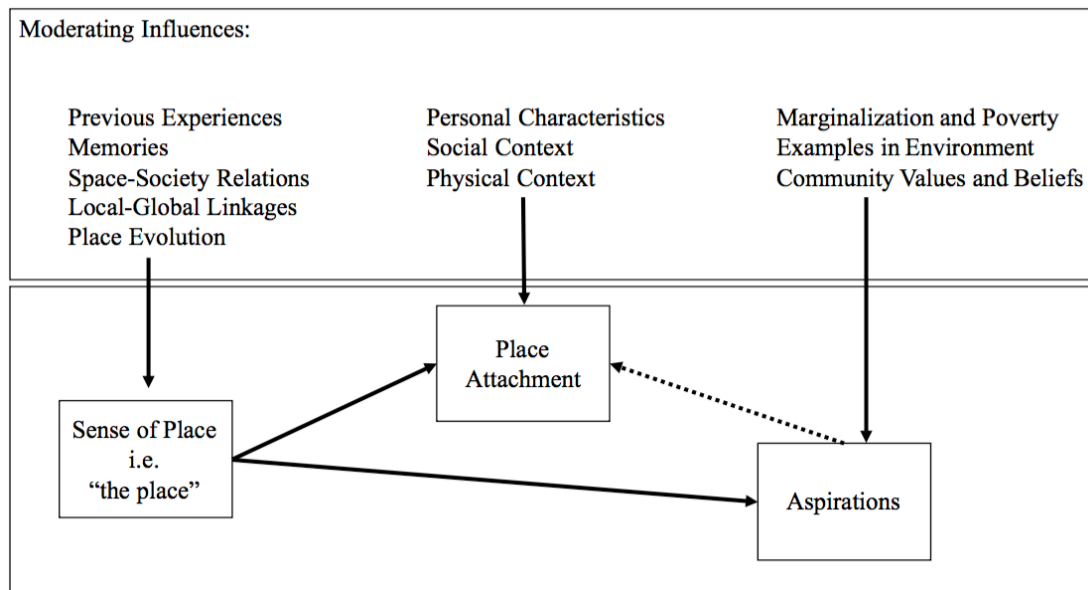 Moderating Influences:
Previous Experiences
Memories
Space-Society Relations
Local-Global Linkages
Place Evolution
Personal Characteristics
Social Context
Physical Context
Marginalization and Poverty
Examples in Environment
Community Values and Beliefs
Place
Attachment
Sense of Place
i.e.
“the place”
Aspirations